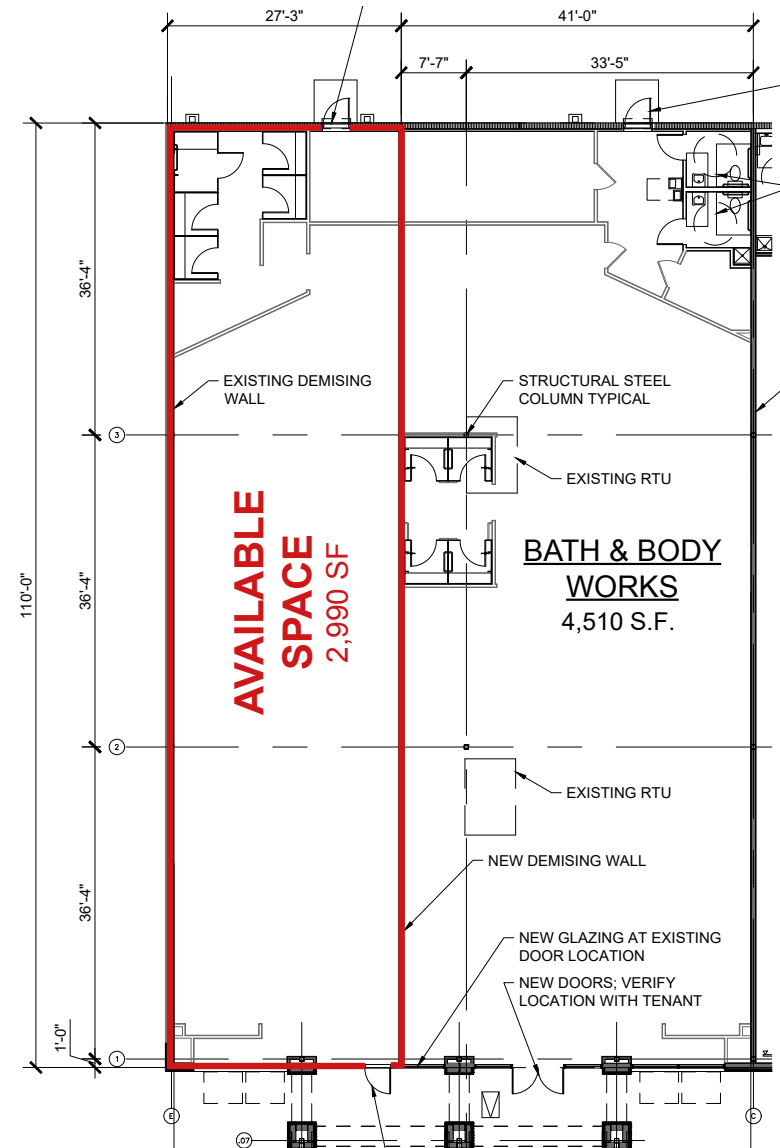 27'-3"
41'-0"
7'-7"
33'-5"
36'-4"
EXISTING DEMISING
WALL
STRUCTURAL STEEL
COLUMN TYPICAL
3
EXISTING RTU
AVAILABLE
SPACE
2,990 SF
BATH & BODY
WORKS
4,510 S.F.
110'-0"
36'-4"
2
EXISTING RTU
NEW DEMISING WALL
36'-4"
NEW GLAZING AT EXISTING
DOOR LOCATION
NEW DOORS; VERIFY
LOCATION WITH TENANT
1'-0"
1
E
C
.07